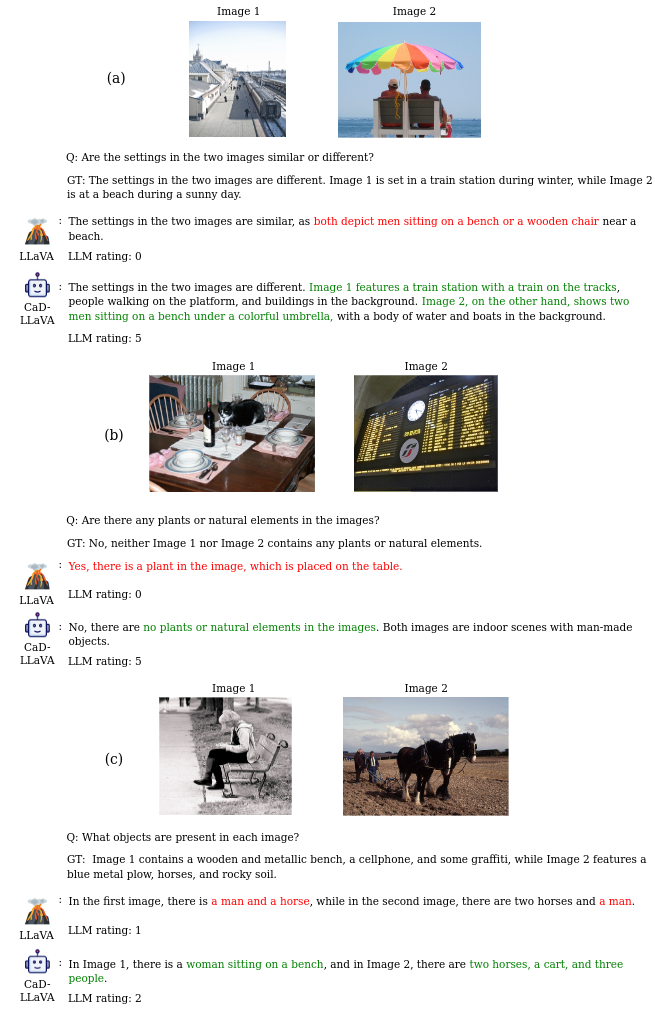 Image 1
Image 2
(a)
Q: Are the settings in the two images similar or different?
GT: The settings in the two images are different. Image 1 is set in a train station during winter, while Image 2
is at a beach during a sunny day.
: The settings in the two images are similar, as both depict men sitting on a bench or a wooden chair near a
beach.
LLaVA
LLM rating: 0
: The settings in the two images are different. Image 1 features a train station with a train on the tracks,
people walking on the platform, and buildings in the background. Image 2, on the other hand, shows two
men sitting on a bench under a colorful umbrella, with a body of water and boats in the background.
CaD-
LLaVA
LLM rating: 5
Image 1
Image 2
(b)
Q: Are there any plants or natural elements in the images?
GT: No, neither Image 1 nor Image 2 contains any plants or natural elements.
: Yes, there is a plant in the image, which is placed on the table.
LLaVA
LLM rating: 0
: No, there are no plants or natural elements in the images. Both images are indoor scenes with man-made
objects.
CaD-
LLaVA
LLM rating: 5
Image 1
Image 2
(c)
Q: What objects are present in each image?
GT: Image 1 contains a wooden and metallic bench, a cellphone, and some graffiti, while Image 2 features a
blue metal plow, horses, and rocky soil.
: In the first image, there is a man and a horse, while in the second image, there are two horses and a man.
LLaVA
LLM rating: 1
: In Image 1, there is a woman sitting on a bench, and in Image 2, there are two horses, a cart, and three
people.
CaD-
LLaVA
LLM rating: 2